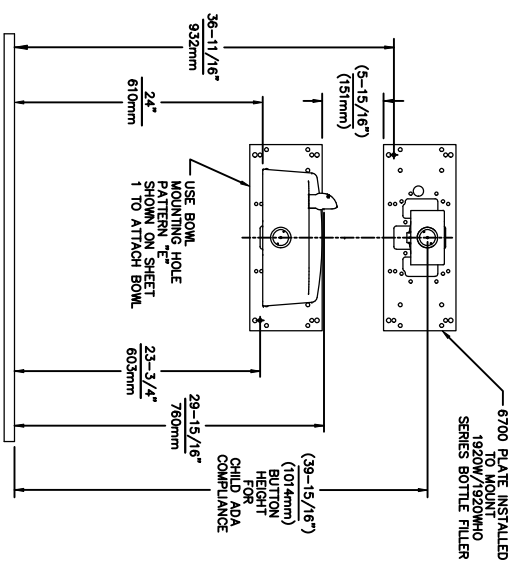 6700 PLATE INSTALLED
TO MOUNT
1920W/1920WHO
SERIES BOTTLE FILLER
36-11/16"
932mm
(5-15/16")
(151mm)
24"
610mm
USE BOWL
MOUNTING HOLE
PATTERN "E"
SHOWN ON SHEET
1 TO ATTACH BOWL
23-3/4"
603mm
29-15/16"
760mm
(39-15/16")
(1014mm)
BUTTON
HEIGHT
FOR
CHILD ADA
COMPLIANCE